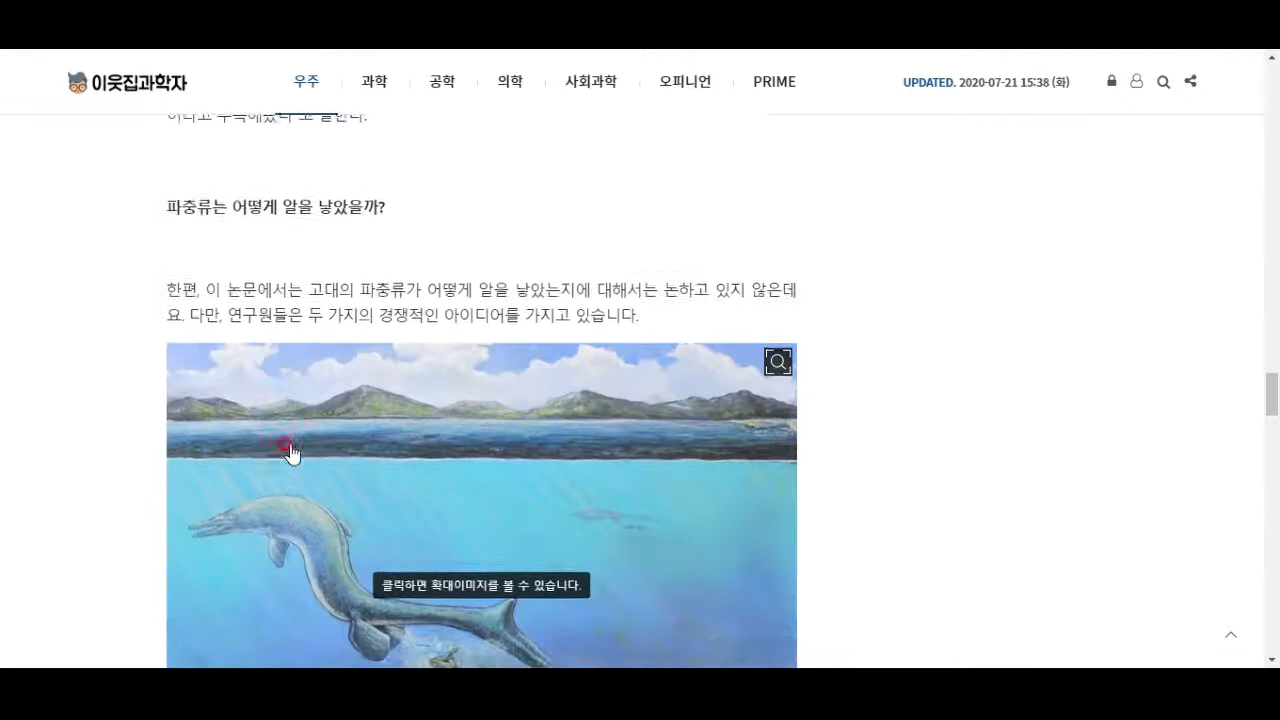 이웃집과학자
우주 과학 공학 의학 사회과학 오피니언 PRIME
UPDATED. 2020-07-21 15:38 (화)
파충류는 어떻게 알을 낳았을까?
한편, 이 논문에서는 고대의 파충류가 어떻게 알을 낳았는지에 대해서는 논하고 있지 않은데
요. 다만, 연구원들은 두 가지의 경쟁적인 아이디어를 가지고 있습니다.
클릭하면 확대이미지를 볼 수 있습니다.